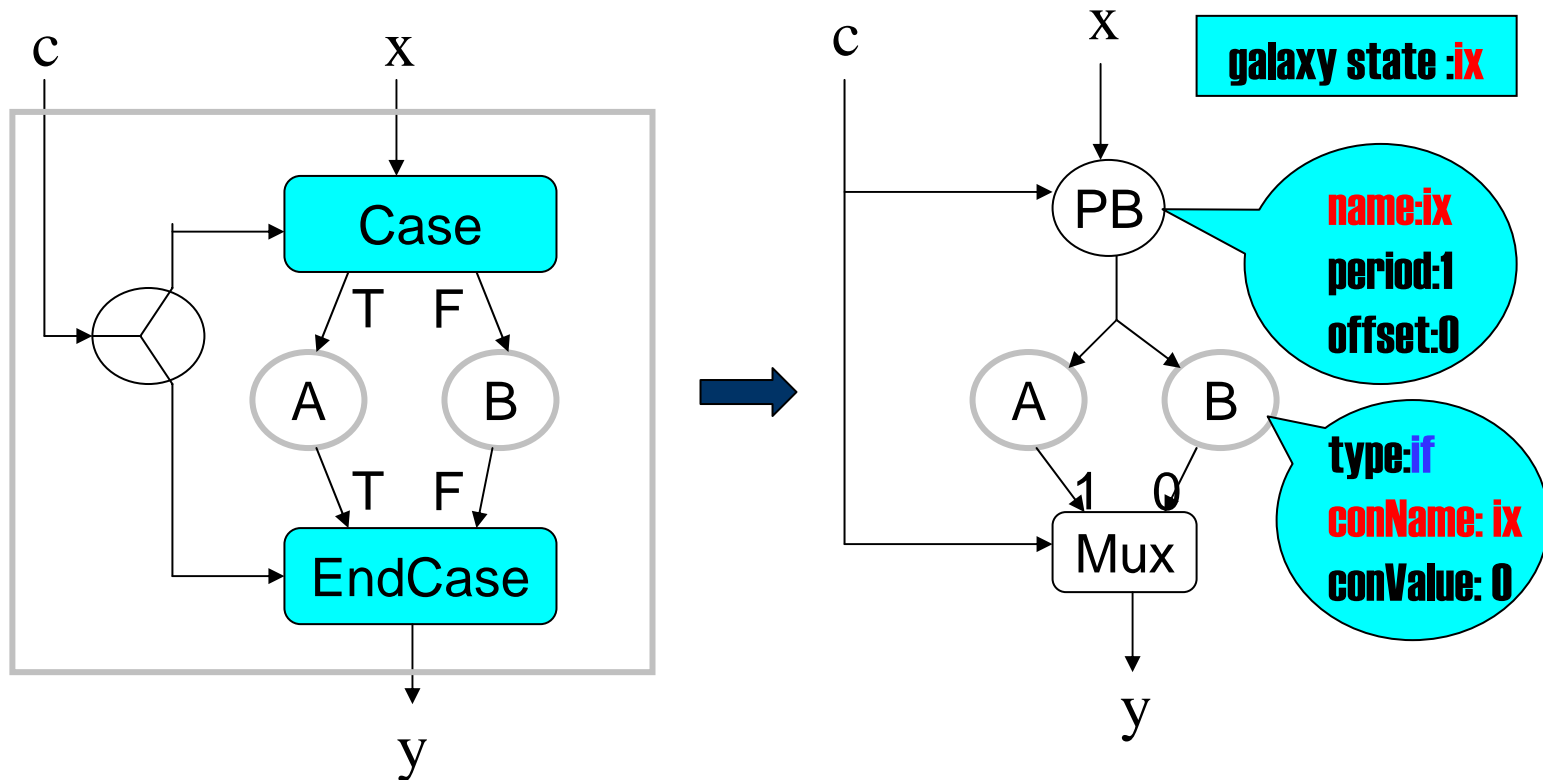 c
x
Case
T F
A
B
T F
EndCase
y
c
x
galaxy state :ix
PB
name:ix
period:1
offset:0
A
B
type:if
conName: ix
conValue: 0
1 0
Mux
y